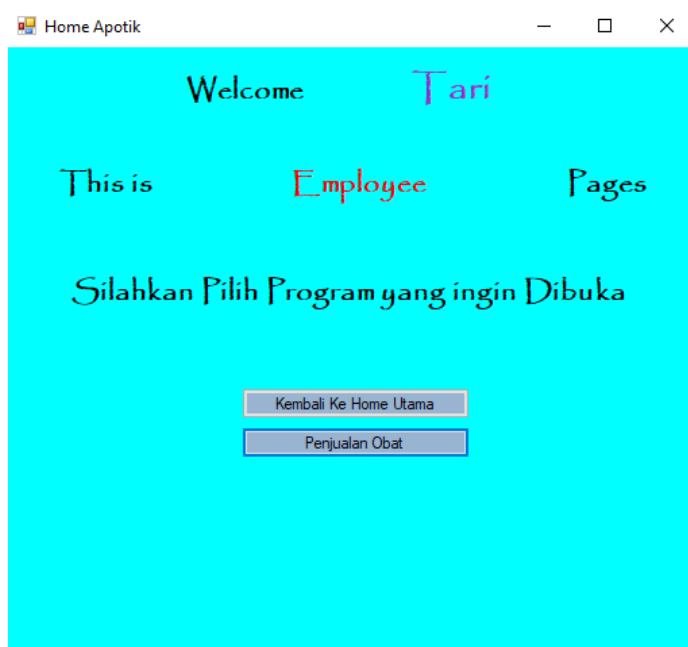 Home Apotik
Welcome Tari
This is Employee Pages
Silahkan Pilih Program yang ingin Dibuka
Kembali Ke Home Utama
Penjualan Obat